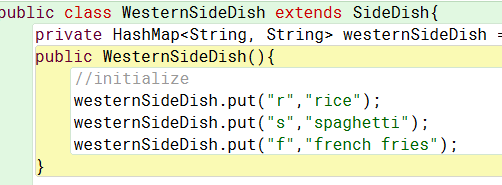 public class WesternSideDish extends SideDish{
private HashMap<String, String> westernSideDish =
public WesternSideDish(){
//initialize
westernSideDish.put("r","rice");
westernSideDish.put("s","spaghetti");
westernSideDish.put("f","french fries");
}